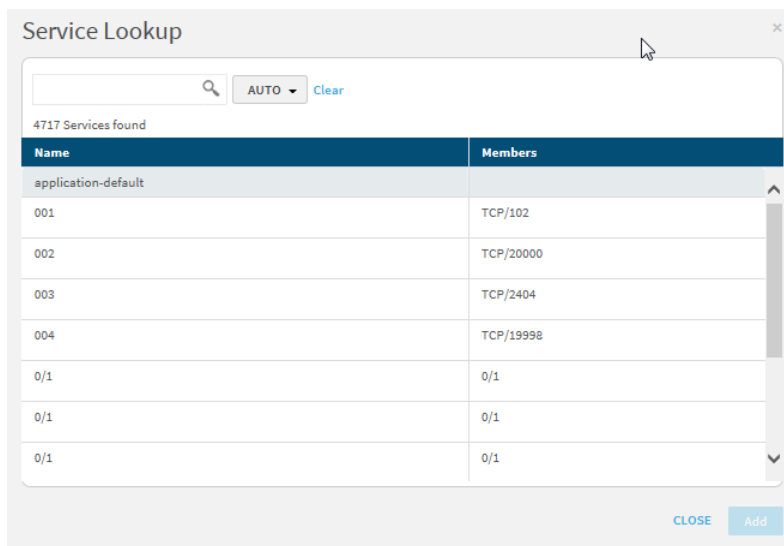 Service Lookup ×
AUTO Clear
4717 Services found
Name Members
application-default
001 TCP/102
002 TCP/20000
003 TCP/2404
004 TCP/19998
0/1 0/1
0/1 0/1
0/1 0/1
CLOSE Add